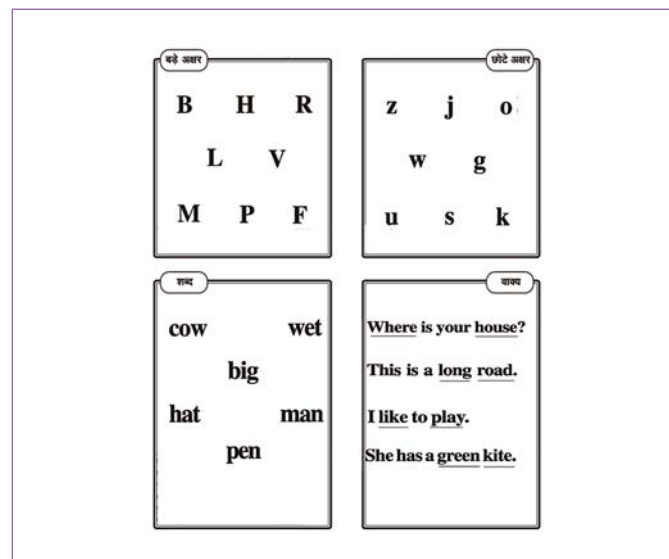 बड़े अक्षर
B H R
L V
M P F
छोटे अक्षर
z j o
w g
u s k
शब्द
cow wet
big
hat man
pen
वाक्य
Where is your house?
This is a long road.
I like to play.
She has a green kite.